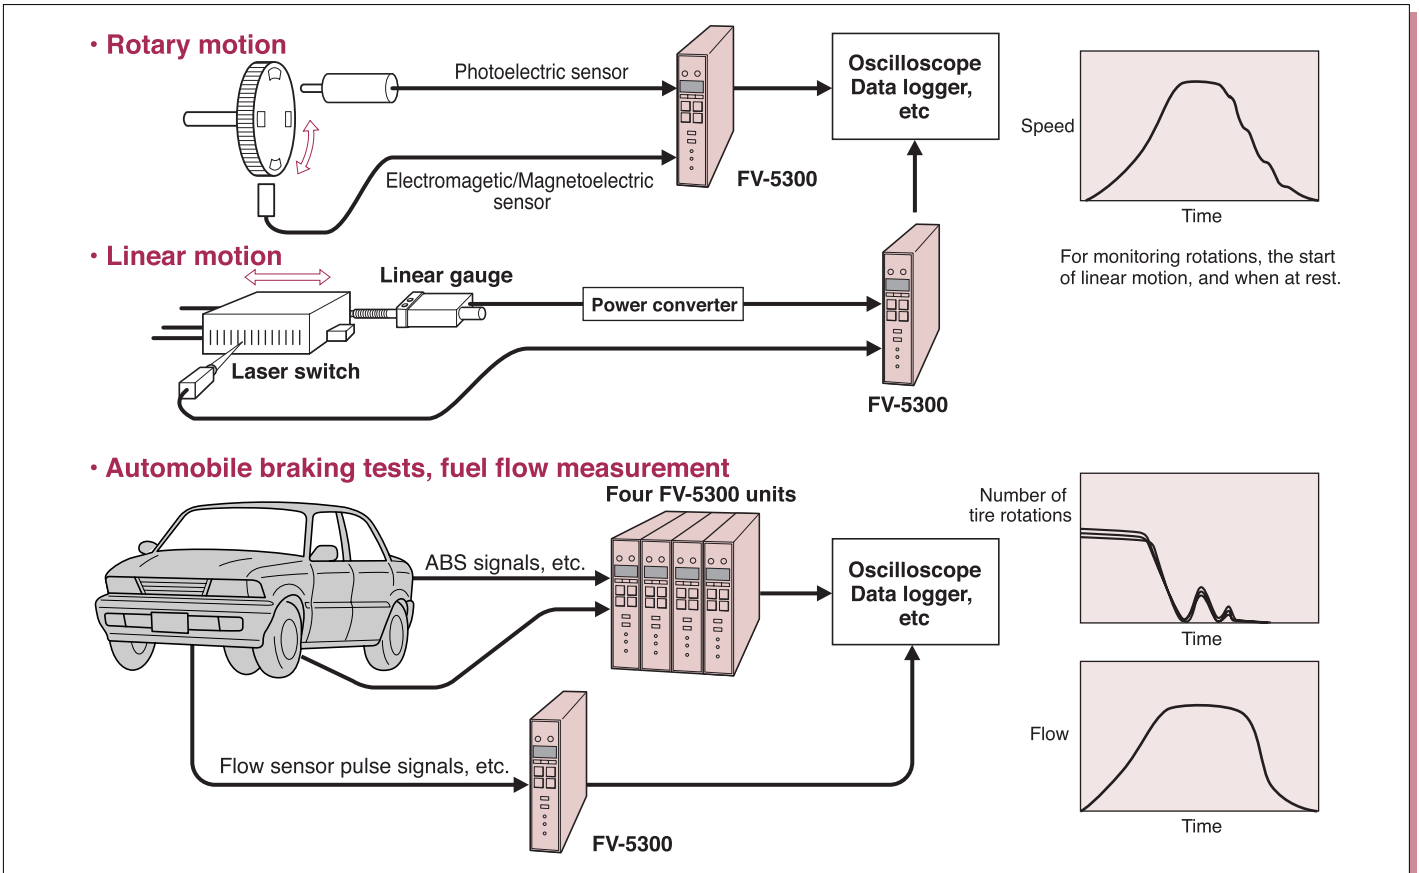 • Rotary motion
Photoelectric sensor
Electromagetic/Magnetoelectric
sensor
FV-5300
Oscilloscope
Data logger,
etc
Speed
Time
For monitoring rotations, the start
of linear motion, and when at rest.
• Linear motion
Linear gauge
Power converter
Laser switch
FV-5300
• Automobile braking tests, fuel flow measurement
Four FV-5300 units
ABS signals, etc.
Oscilloscope
Data logger,
etc
Number of
tire rotations
Time
Flow sensor pulse signals, etc.
FV-5300
Flow
Time